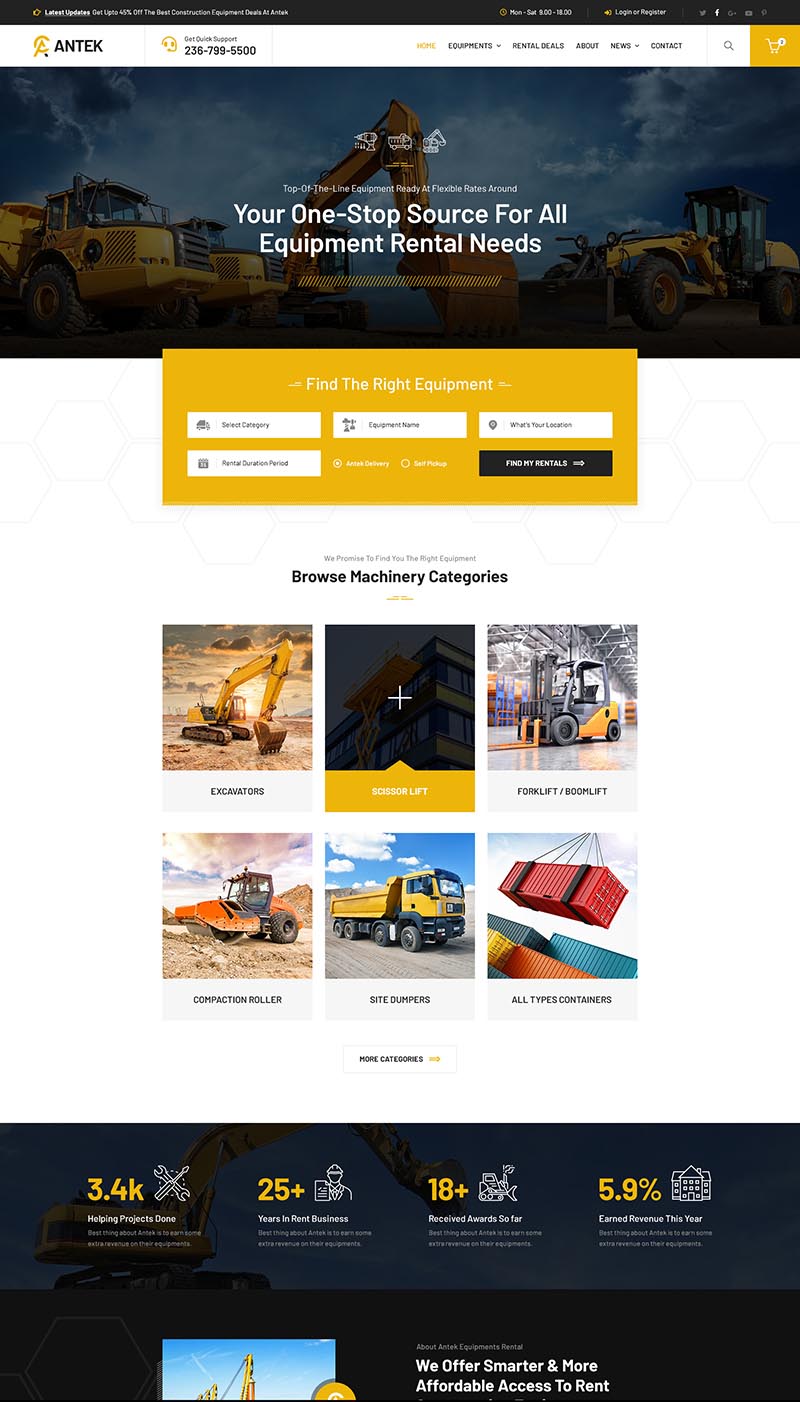 Latest Updates Get Upto 45% Off The Best Construction Equipment Deals At Antek
Mon - Sat 9.00 - 18.00
Login or Register
ANTEK
Get Quick Support
236-799-5500
HOME
EQUIPMENTS
RENTAL DEALS
ABOUT
NEWS
CONTACT
Top-Of-The-Line Equipment Ready At Flexible Rates Around
Your One-Stop Source For All
Equipment Rental Needs
Find The Right Equipment
Select Category
Equipment Name
What's Your Location
Rental Duration Period
Antek Delivery
Self Pickup
FIND MY RENTALS
We Promise To Find You The Right Equipment
Browse Machinery Categories
EXCAVATORS
SCISSOR LIFT
FORKLIFT / BOOMLIFT
COMPACTION ROLLER
SITE DUMPERS
ALL TYPES CONTAINERS
MORE CATEGORIES
3.4k
Helping Projects Done
Best thing about Antek is to earn some
extra revenue on their equipments.
25+
Years In Rent Business
Best thing about Antek is to earn some
extra revenue on their equipments.
18+
Received Awards So far
Best thing about Antek is to earn some
extra revenue on their equipments.
5.9%
Earned Revenue This Year
Best thing about Antek is to earn some
extra revenue on their equipments.
About Antek Equipments Rental
We Offer Smarter & More
Affordable Access To Rent